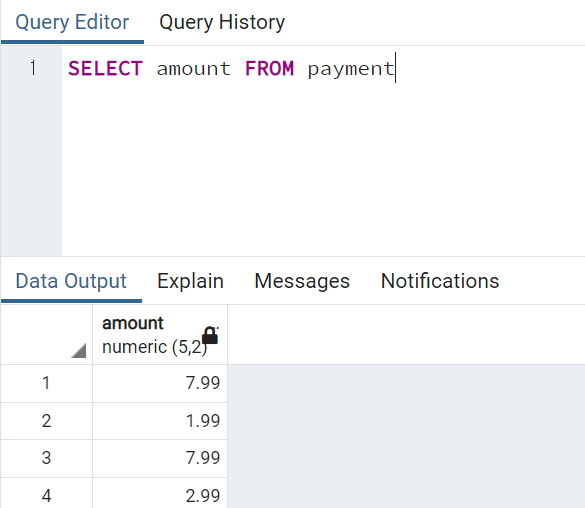 Query Editor Query History
1 SELECT amount FROM payment
Data Output Explain Messages Notifications
amount
numeric (5,2)
1 7.99
2 1.99
3 7.99
4 2.99